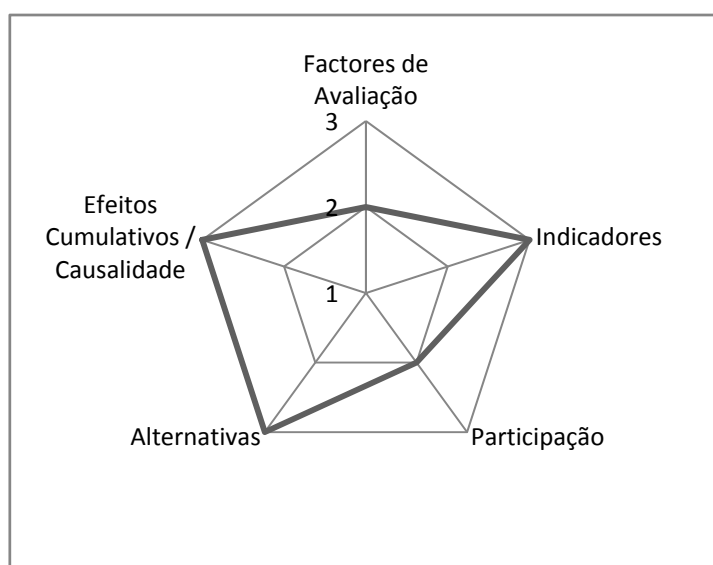 Factores de
Avaliação
3
2
1
Efeitos
Cumulativos /
Causalidade
Indicadores
Alternativas
Participação